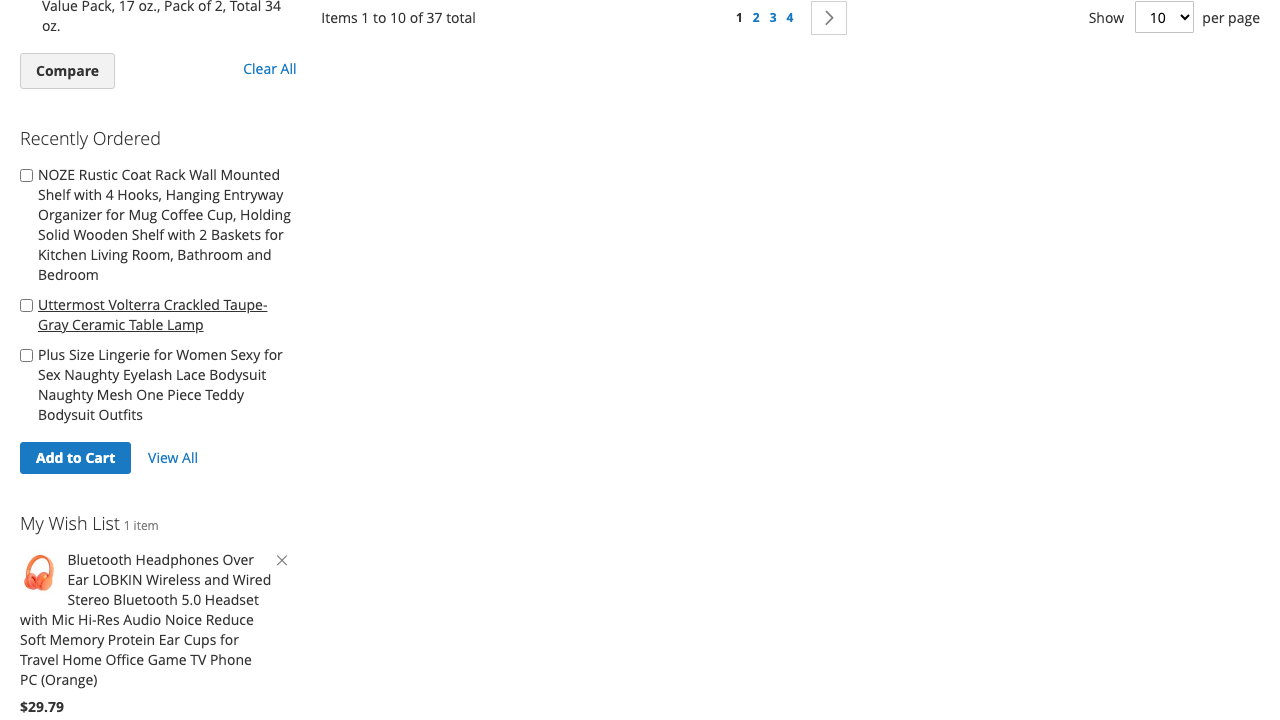 Value Pack, 17 oz., Pack of 2, Total 34
oz.
Items 1 to 10 of 37 total
1 2 3 4
Show 10 per page
Compare
Clear All
Recently Ordered
NOZE Rustic Coat Rack Wall Mounted
Shelf with 4 Hooks, Hanging Entryway
Organizer for Mug Coffee Cup, Holding
Solid Wooden Shelf with 2 Baskets for
Kitchen Living Room, Bathroom and
Bedroom
Uttermost Volterra Crackled Taupe-
Gray Ceramic Table Lamp
Plus Size Lingerie for Women Sexy for
Sex Naughty Eyelash Lace Bodysuit
Naughty Mesh One Piece Teddy
Bodysuit Outfits
Add to Cart
View All
My Wish List 1 item
Bluetooth Headphones Over
Ear LOBKIN Wireless and Wired
Stereo Bluetooth 5.0 Headset
with Mic Hi-Res Audio Noice Reduce
Soft Memory Protein Ear Cups for
Travel Home Office Game TV Phone
PC (Orange)
$29.79